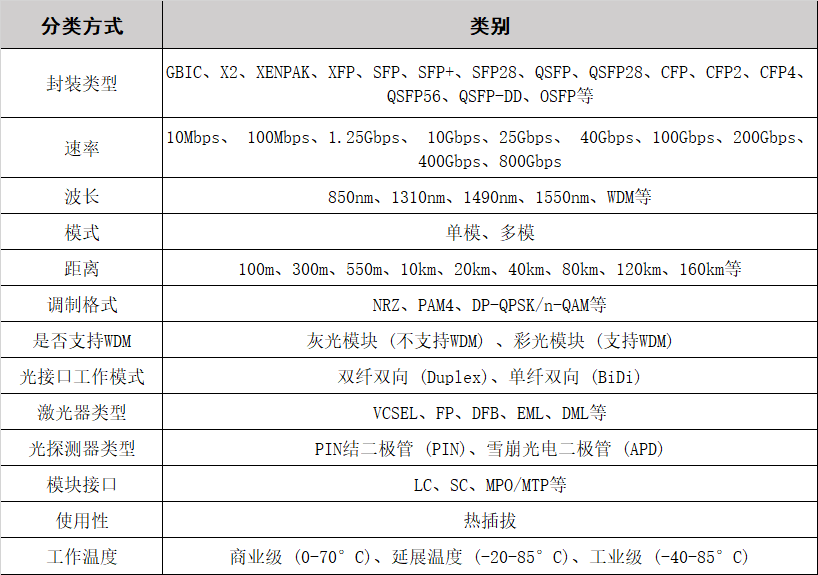 分类方式 类别
封装类型 GBIC、X2、XENPAK、XFP、SFP、SFP+、SFP28、QSFP、QSFP28、CFP、CFP2、CFP4、
QSFP56、QSFP-DD、OSFP等
速率 10Mbps、 100Mbps、1.25Gbps、 10Gbps、25Gbps、 40Gbps、100Gbps、200Gbps、
400Gbps、800Gbps
波长 850nm、1310nm、1490nm、1550nm、WDM等
模式 单模、多模
距离 100m、300m、550m、10km、20km、40km、80km、120km、160km等
调制格式 NRZ、PAM4、DP-QPSK/n-QAM等
是否支持WDM 灰光模块 (不支持WDM) 、彩光模块 (支持WDM)
光接口工作模式 双纤双向 (Duplex)、单纤双向 (BiDi)
激光器类型 VCSEL、FP、DFB、EML、DML等
光探测器类型 PIN结二极管 (PIN)、雪崩光电二极管 (APD)
模块接口 LC、SC、MPO/MTP等
使用性 热插拔
工作温度 商业级 (0-70°C)、延展温度 (-20-85°C)、工业级 (-40-85°C)